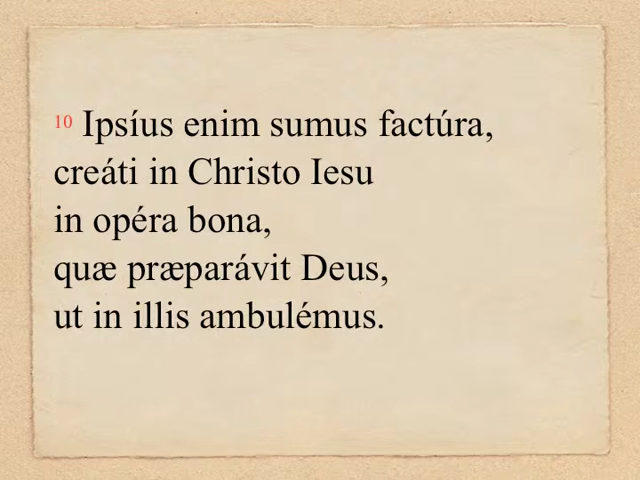 10 Ipsíus enim sumus factúra,
creáti in Christo Iesu
in opéra bona,
quæ præparávit Deus,
ut in illis ambulémus.